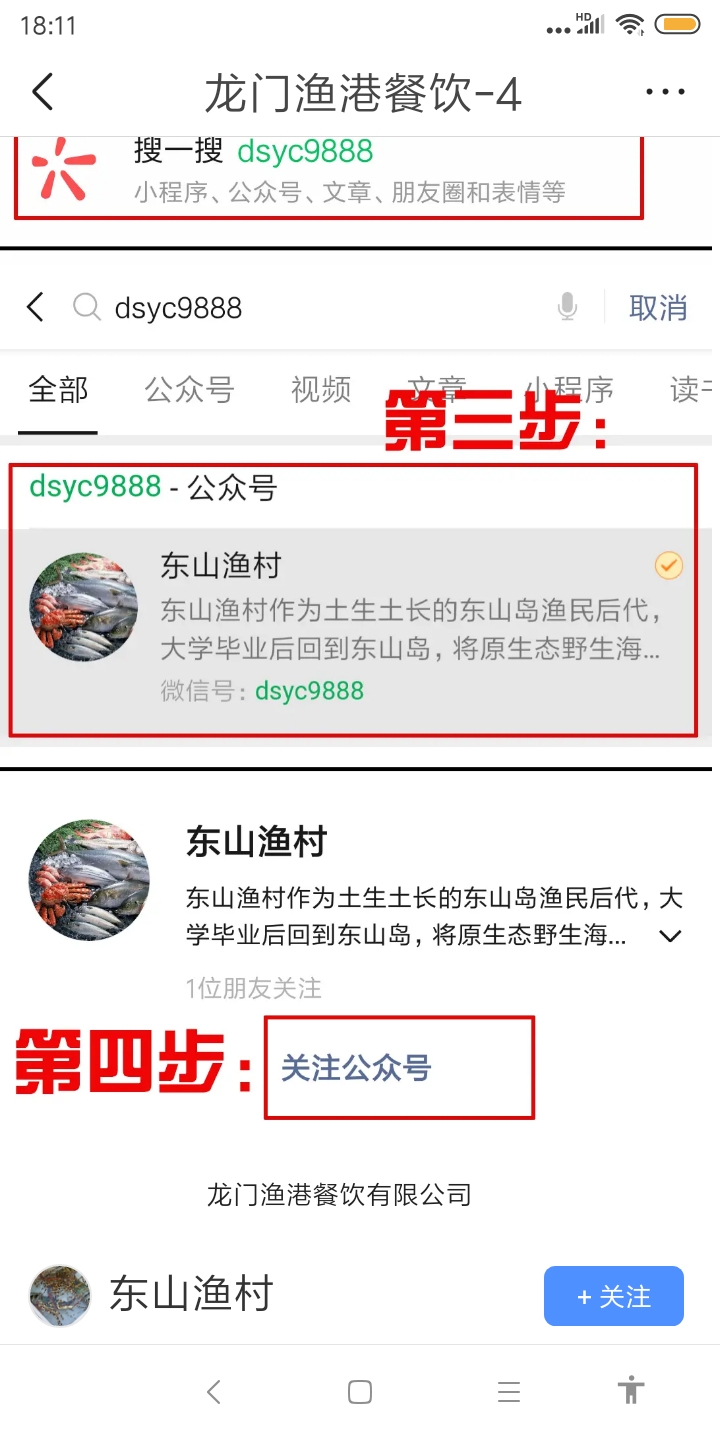 18:11
HD
龙门渔港餐饮-4
搜一搜 dsyc9888
小程序、公众号、文章、朋友圈和表情等
dsyc9888
取消
全部 公众号 视频 文章 小程序 读
第三步：
dsyc9888 - 公众号
东山渔村
东山渔村作为土生土长的东山岛渔民后代，
大学毕业后回到东山岛，将原生态野生海...
微信号：dsyc9888
东山渔村
东山渔村作为土生土长的东山岛渔民后代，大
学毕业后回到东山岛，将原生态野生海...
1位朋友关注
第四步：
关注公众号
龙门渔港餐饮有限公司
东山渔村
+ 关注